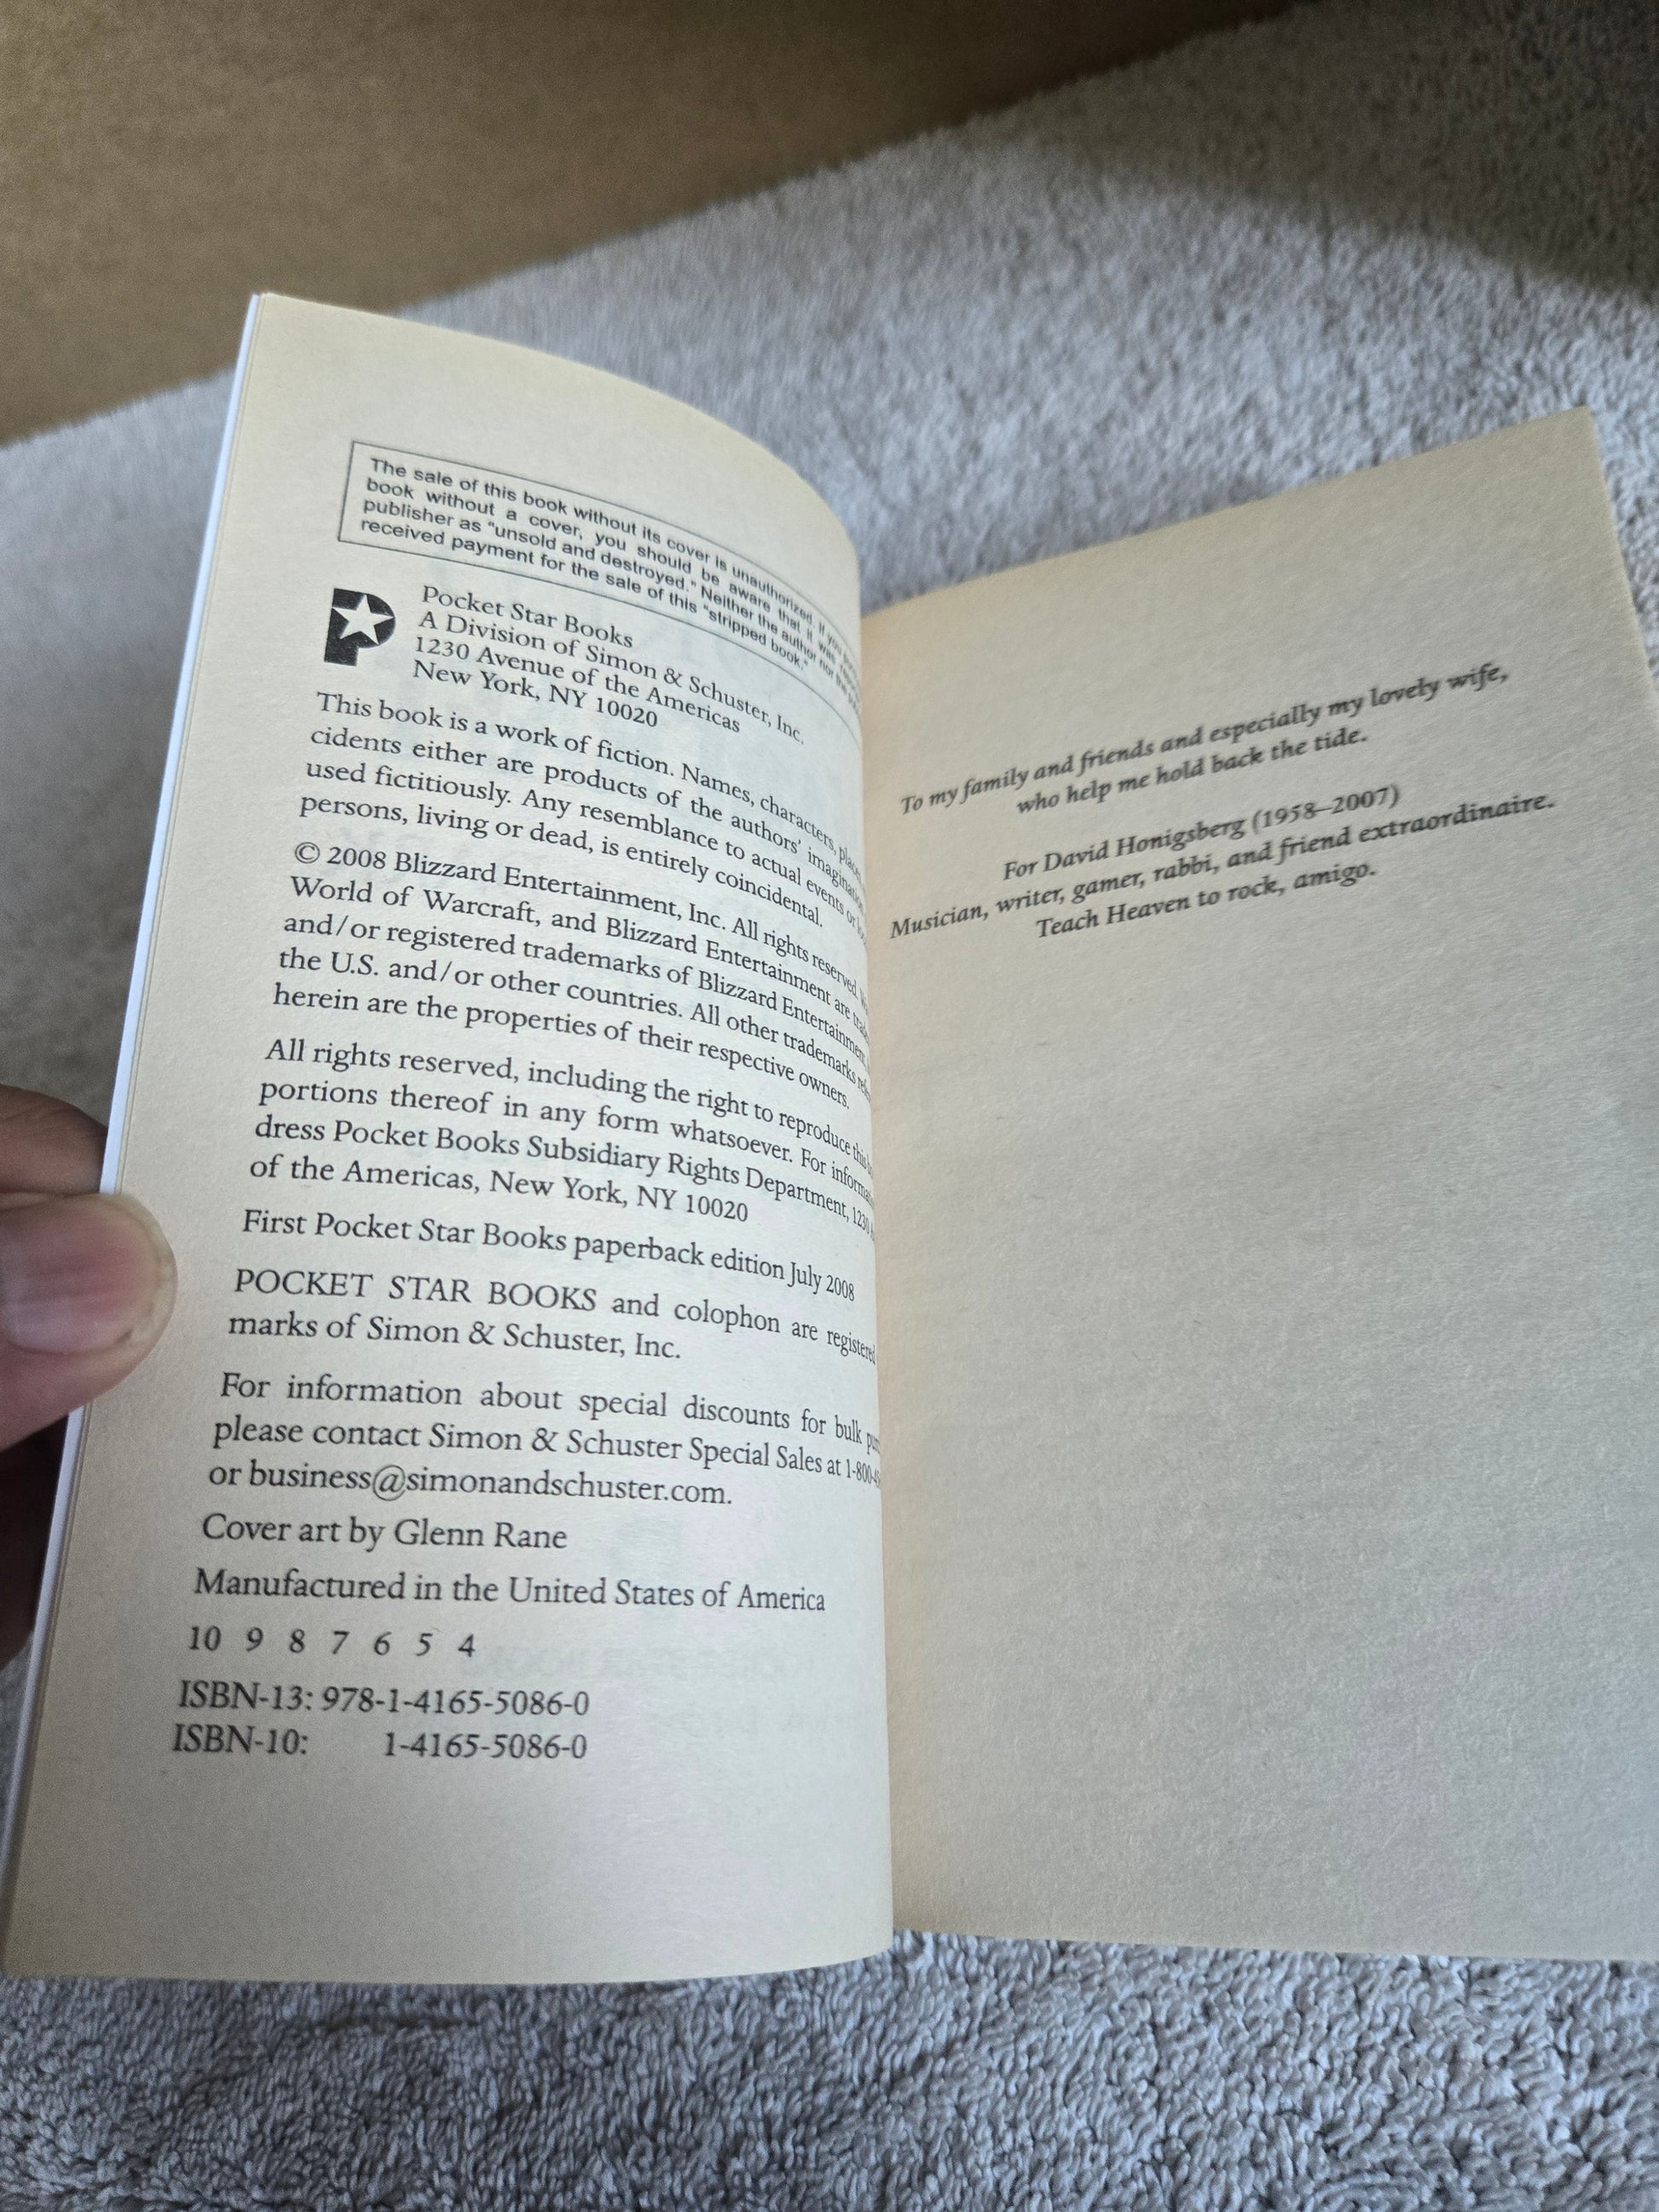 The sale of this book without its cover is unauthorized. If you
book without a cover, you should be aware that it was
publisher as "unsold and destroyed." Neither the author nor the
received payment for the sale of this "stripped book."
Pocket Star Books
A Division of Simon & Schuster, Inc.
1230 Avenue of the Americas
New York, NY 10020
This book is a work of fiction. Names, characters,
cidents either are products of the authors'
used fictitiously. Any resemblance to actual events or
persons, living or dead, is entirely coincidental.
© 2008 Blizzard Entertainment, Inc. All rights reserved.
World of Warcraft, and Blizzard Entertainment are
and/or registered trademarks of Blizzard Entertainment
the U.S. and/or other countries. All other trademarks
herein are the properties of their respective owners.
All rights reserved, including the right to reproduce this
portions thereof in any form whatsoever. For
dress Pocket Books Subsidiary Rights Department, 1230
of the Americas, New York, NY 10020
First Pocket Star Books paperback edition July 2008
POCKET STAR BOOKS and colophon are registered
marks of Simon & Schuster, Inc.
For information about special discounts for bulk
please contact Simon & Schuster Special Sales at
or business@simonandschuster.com.
Cover art by Glenn Rane
Manufactured in the United States of America
10 9 8 7 6 5 4
ISBN-13: 978-1-4165-5086-0
ISBN-10: 1-4165-5086-0
To my family and friends and especially my lovely wife,
who help me hold back the tide.
For David Honigsberg (1958–2007)
Musician, writer, gamer, rabbi, and friend extraordinaire.
Teach Heaven to rock, amigo.